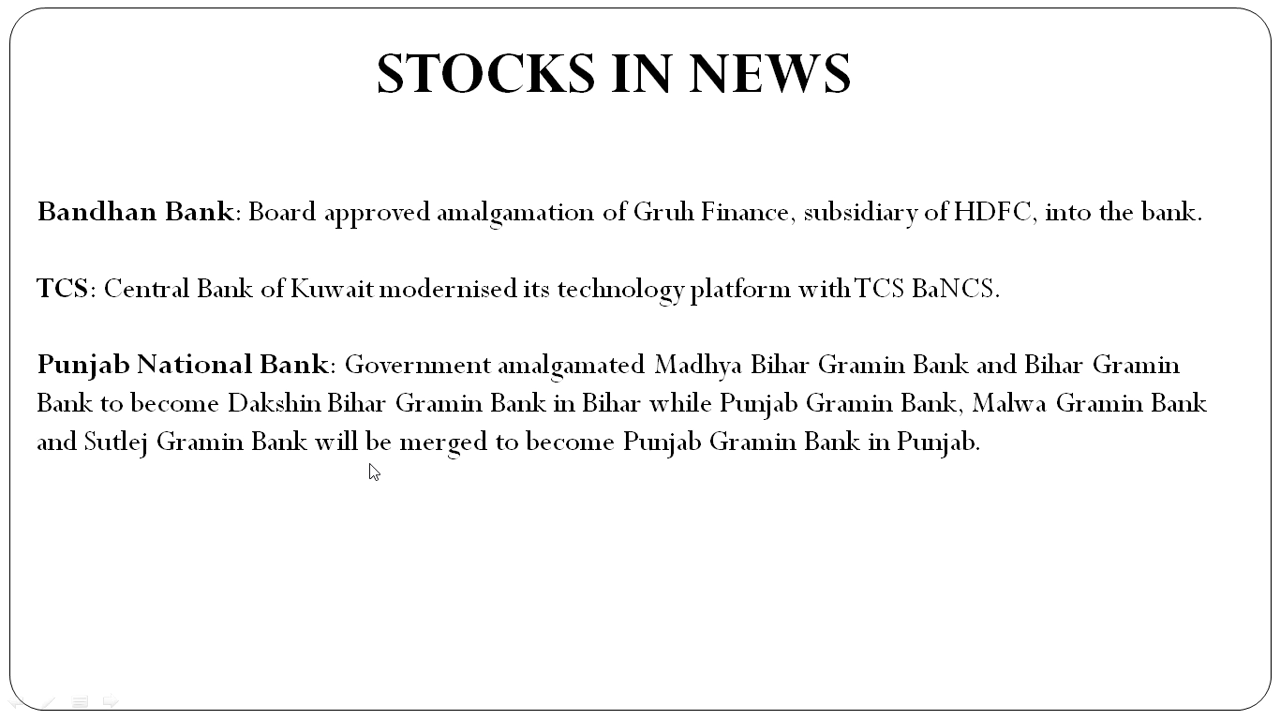 STOCKS IN NEWS
Bandhan Bank: Board approved amalgamation of Gruh Finance, subsidiary of HDFC, into the bank.
TCS: Central Bank of Kuwait modernised its technology platform with TCS BaNCS.
Punjab National Bank: Government amalgamated Madhya Bihar Gramin Bank and Bihar Gramin
Bank to become Dakshin Bihar Gramin Bank in Bihar while Punjab Gramin Bank, Malwa Gramin Bank
and Sutlej Gramin Bank will be merged to become Punjab Gramin Bank in Punjab.